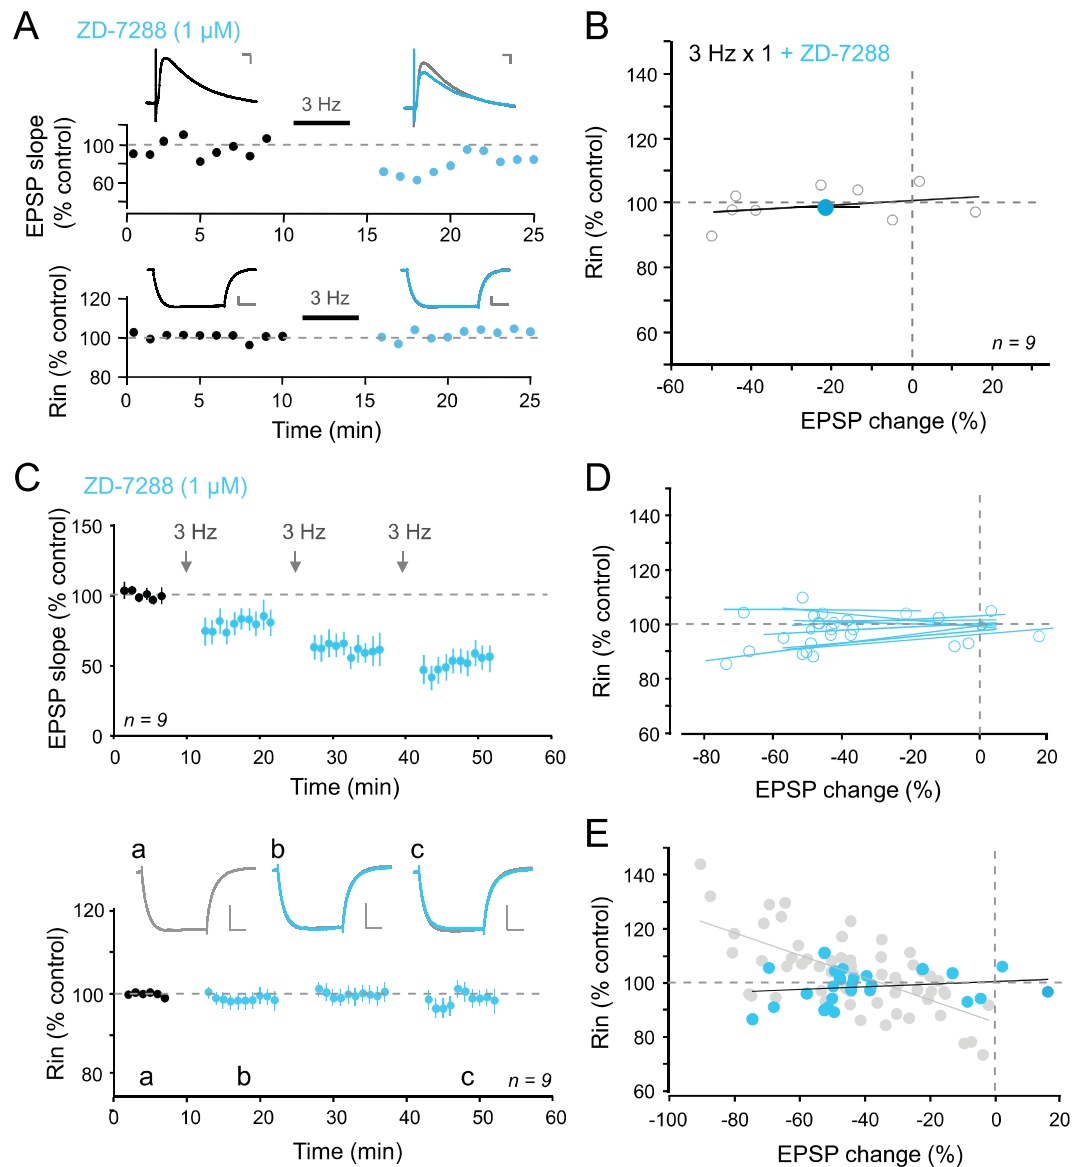 A
ZD-7288 (1 µM)
3 Hz
EPSP slope
(% control)
100
60
0 5 10 15 20 25
3 Hz
Rin (% control)
120
100
80
0 5 10 15 20 25
Time (min)
B
3 Hz x 1 + ZD-7288
Rin (% control)
140
120
100
80
60
n = 9
-60 -40 -20 0 20
EPSP change (%)
C
ZD-7288 (1 µM)
EPSP slope (% control)
150
100
50
0
3 Hz 3 Hz 3 Hz
n = 9
0 10 20 30 40 50 60
Time (min)
a b c
Rin (% control)
120
100
80
a b c
n = 9
0 10 20 30 40 50 60
Time (min)
D
Rin (% control)
140
120
100
80
60
-80 -60 -40 -20 0 20
EPSP change (%)
E
Rin (% control)
140
120
100
80
60
-100 -80 -60 -40 -20 0 20
EPSP change (%)